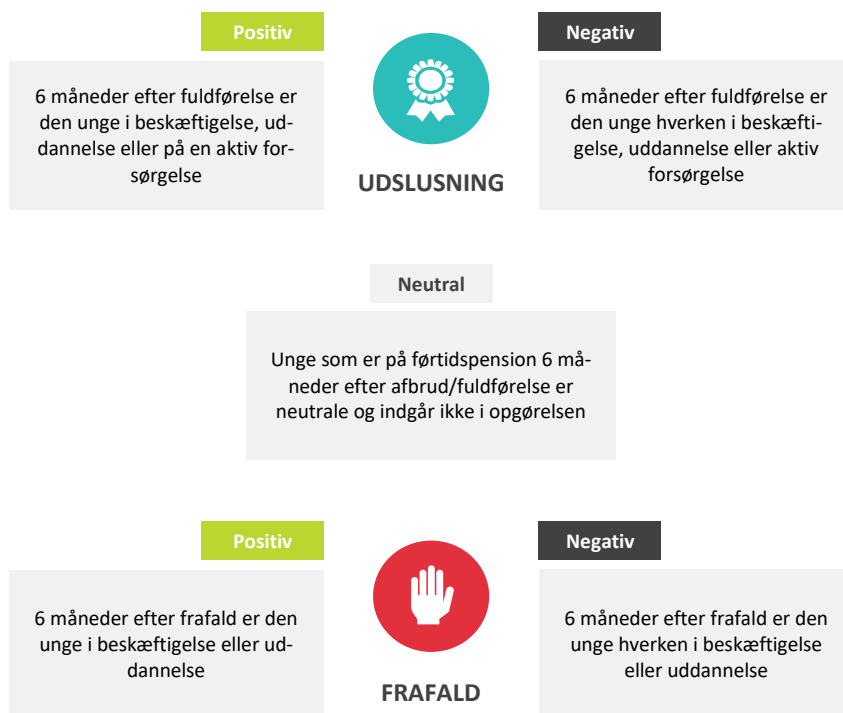 Positiv
6 måneder efter fuldførelse er
den unge i beskæftigelse, ud-
dannelse eller på en aktiv for-
sørgelse
UDSLUSNING
Negativ
6 måneder efter fuldførelse er
den unge hverken i beskæfti-
gelse, uddannelse eller aktiv
forsørgelse
Neutral
Unge som er på førtidspension 6 må-
neder efter afbrud/fuldførelse er
neutrale og indgår ikke i opgørelsen
Positiv
6 måneder efter frafald er den
unge i beskæftigelse eller ud-
dannelse
FRAFALD
Negativ
6 måneder efter frafald er den
unge hverken i beskæftigelse
eller uddannelse